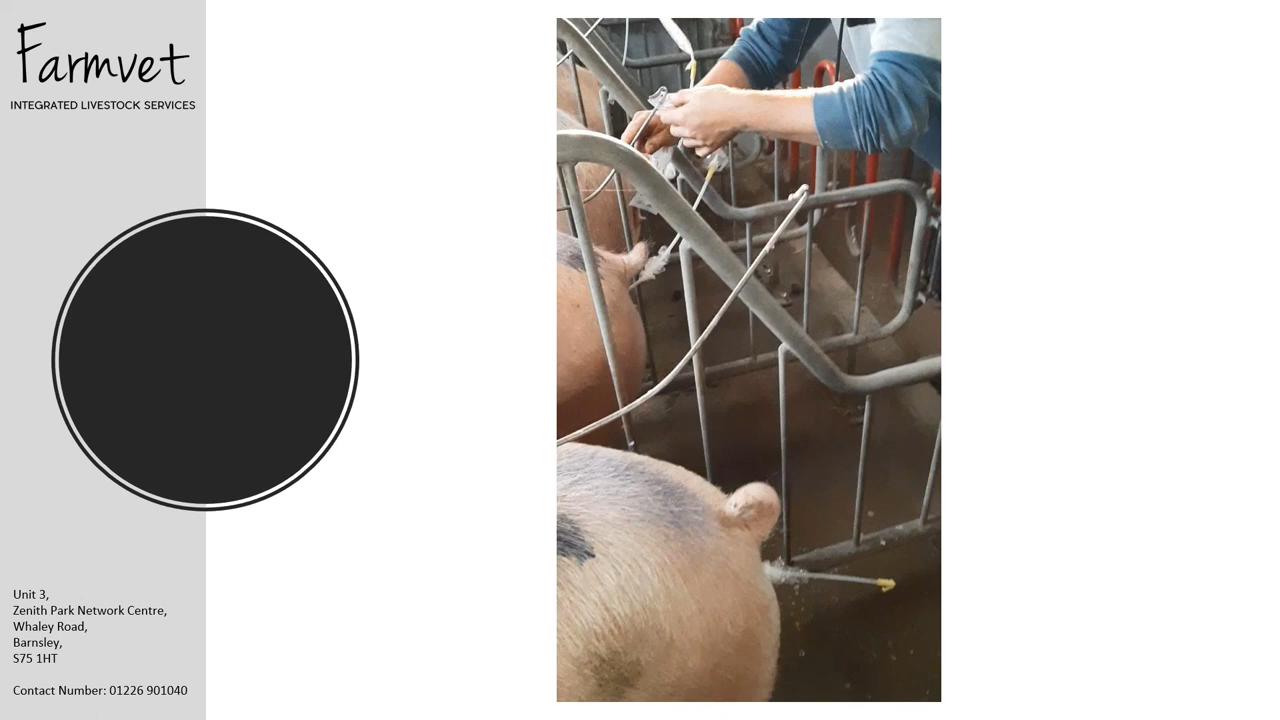 Farmvet
INTEGRATED LIVESTOCK SERVICES
Unit 3,
Zenith Park Network Centre,
Whaley Road,
Barnsley,
S75 1HT
Contact Number: 01226 901040